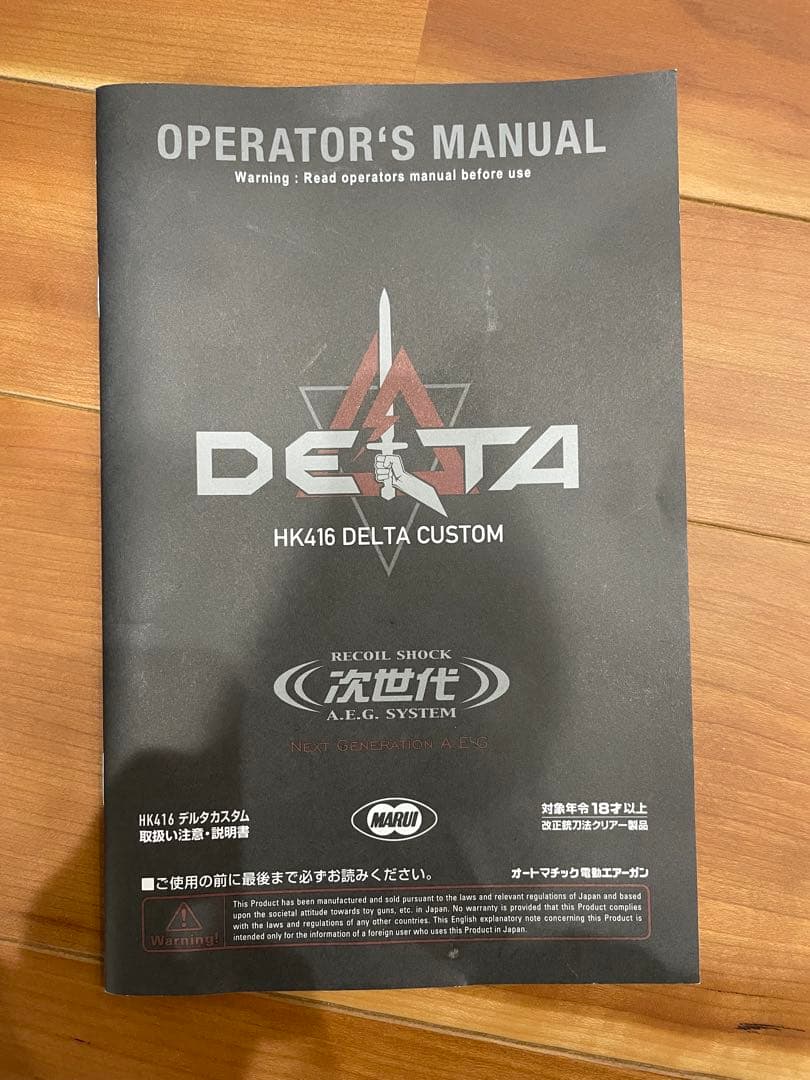 OPERATOR‘S MANUAL
Warning : Read operators manual before use
DELTA
HK416 DELTA CUSTOM
RECOIL SHOCK
次世代
A.E.G. SYSTEM
NEXT GENERATION A.E.G
HK416 デルタカスタム
取扱い注意・説明書
MARUI
対象年令18才以上
改正銃刀法クリアー製品
■ご使用の前に最後まで必ずお読みください。
オートマチック電動エアーガン
Warning!
This Product has been manufactured and sold pursuant to the laws and relevant regulations of Japan and based
upon the societal attitude towards toy guns, etc. in Japan. No warranty is provided that this Product complies
with the laws and regulations of any other countries. This English explanatory note concerning this Product is
intended only for the information of a foreign user who uses this Product in Japan.